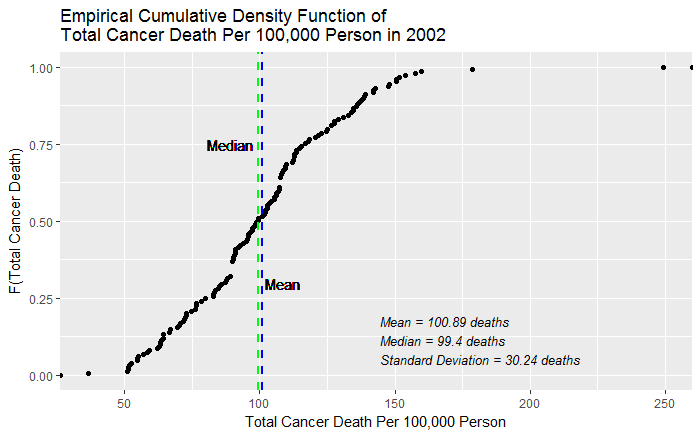 Empirical Cumulative Density Function of
Total Cancer Death Per 100,000 Person in 2002
F(Total Cancer Death)
1.00
0.75
0.50
0.25
0.00
Median
Mean
Mean = 100.89 deaths
Median = 99.4 deaths
Standard Deviation = 30.24 deaths
50
100
150
200
250
Total Cancer Death Per 100,000 Person